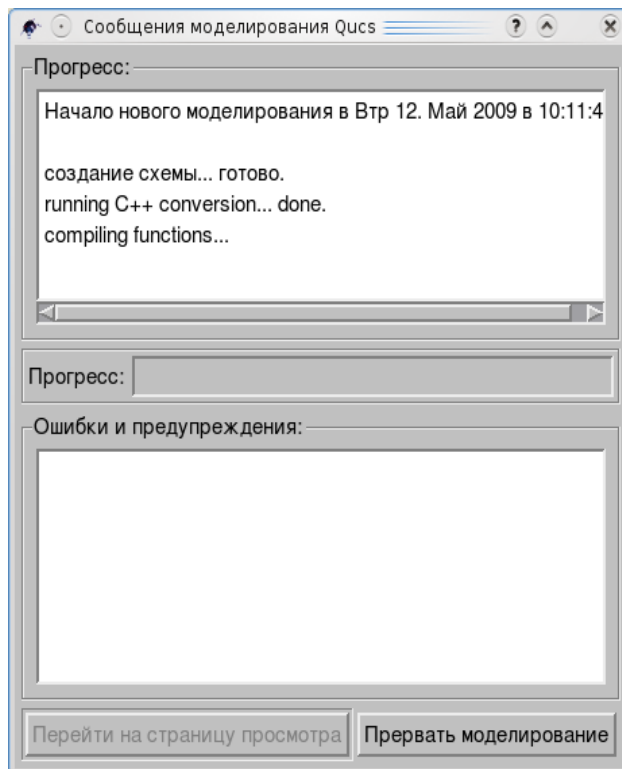 Сообщения моделирования Qucs
Прогресс:
Начало нового моделирования в Втр 12. Май 2009 в 10:11:4
создание схемы... готово.
running C++ conversion... done.
compiling functions...
Прогресс:
Ошибки и предупреждения:
Перейти на страницу просмотра
Прервать моделирование